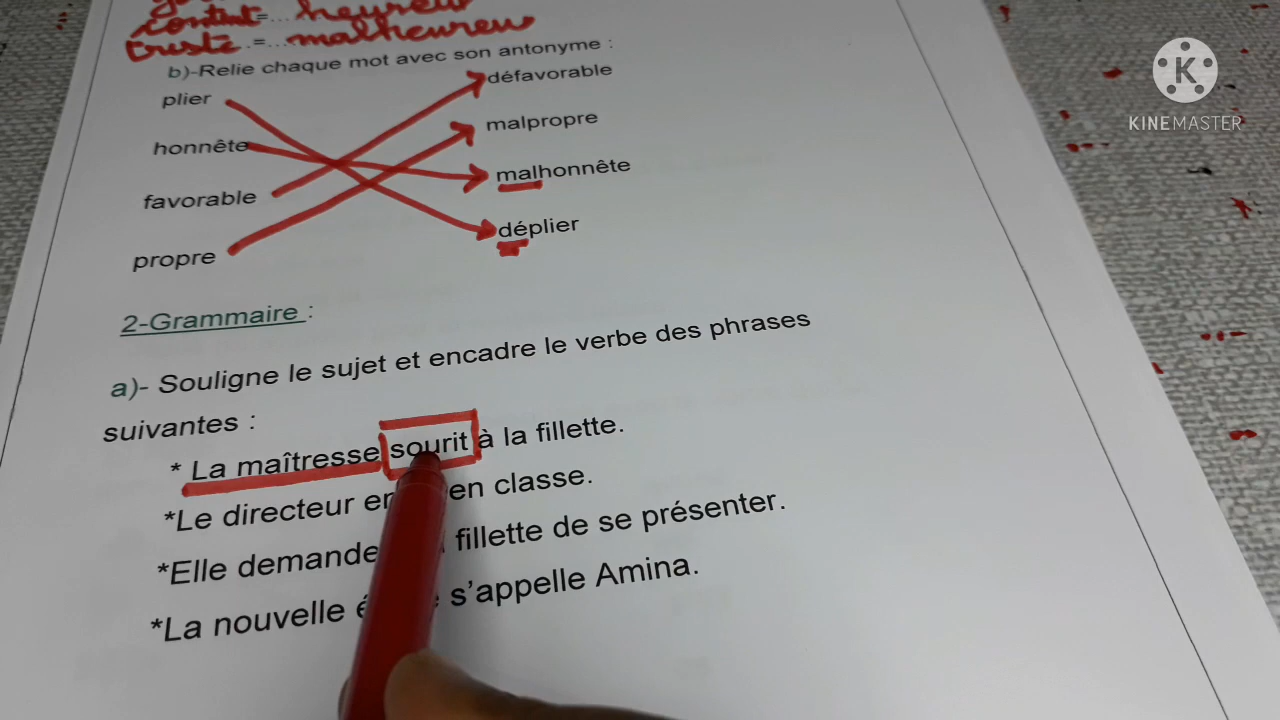 content=... heureux
triste..=... malheureux
b)-Relie chaque mot avec son antonyme :
plier défavorable
honnête malpropre
favorable malhonnête
propre déplier
2-Grammaire :
a)- Souligne le sujet et encadre le verbe des phrases
suivantes :
* La maîtresse sourit à la fillette.
*Le directeur en classe.
*Elle demande fillette de se présenter.
*La nouvelle s'appelle Amina.
K
KINEMASTER